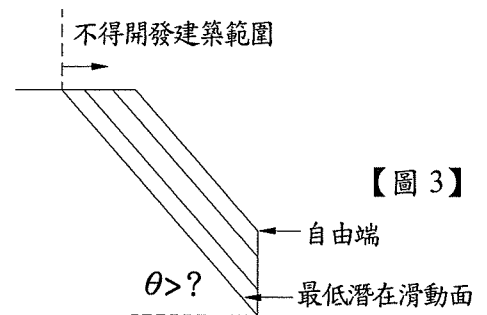 不得開發建築範圍
【圖 3】
自由端
θ>?
最低潛在滑動面